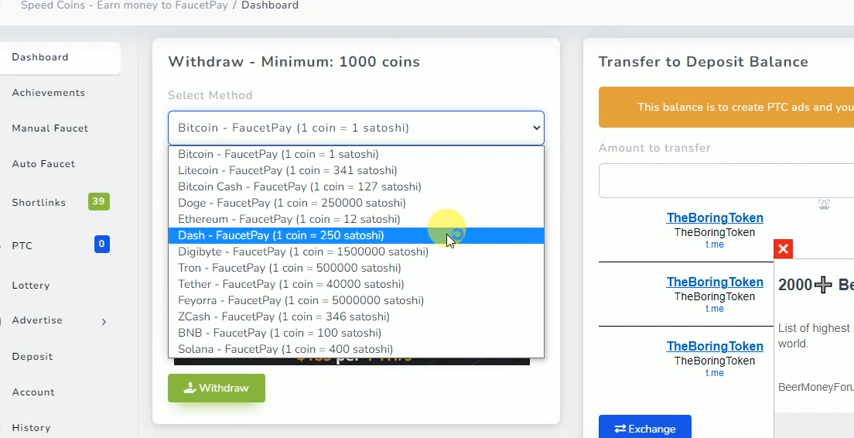 Speed Coins - Earn money to FaucetPay / Dashboard
Dashboard
Achievements
Manual Faucet
Auto Faucet
Shortlinks 39
PTC 0
Lottery
Advertise
Deposit
Account
History
Withdraw - Minimum: 1000 coins
Select Method
Bitcoin - FaucetPay (1 coin = 1 satoshi)
Bitcoin - FaucetPay (1 coin = 1 satoshi)
Litecoin - FaucetPay (1 coin = 341 satoshi)
Bitcoin Cash - FaucetPay (1 coin = 127 satoshi)
Doge - FaucetPay (1 coin = 250000 satoshi)
Ethereum - FaucetPay (1 coin = 12 satoshi)
Dash - FaucetPay (1 coin = 250 satoshi)
Digibyte - FaucetPay (1 coin = 1500000 satoshi)
Tron - FaucetPay (1 coin = 500000 satoshi)
Tether - FaucetPay (1 coin = 40000 satoshi)
Feyorra - FaucetPay (1 coin = 5000000 satoshi)
ZCash - FaucetPay (1 coin = 346 satoshi)
BNB - FaucetPay (1 coin = 100 satoshi)
Solana - FaucetPay (1 coin = 400 satoshi)
Withdraw
Transfer to Deposit Balance
This balance is to create PTC ads and you
Amount to transfer
TheBoringToken
TheBoringToken
t.me
TheBoringToken
TheBoringToken
t.me
TheBoringToken
TheBoringToken
t.me
Exchange
2000+ Be
List of highest
world.
BeerMoneyForu